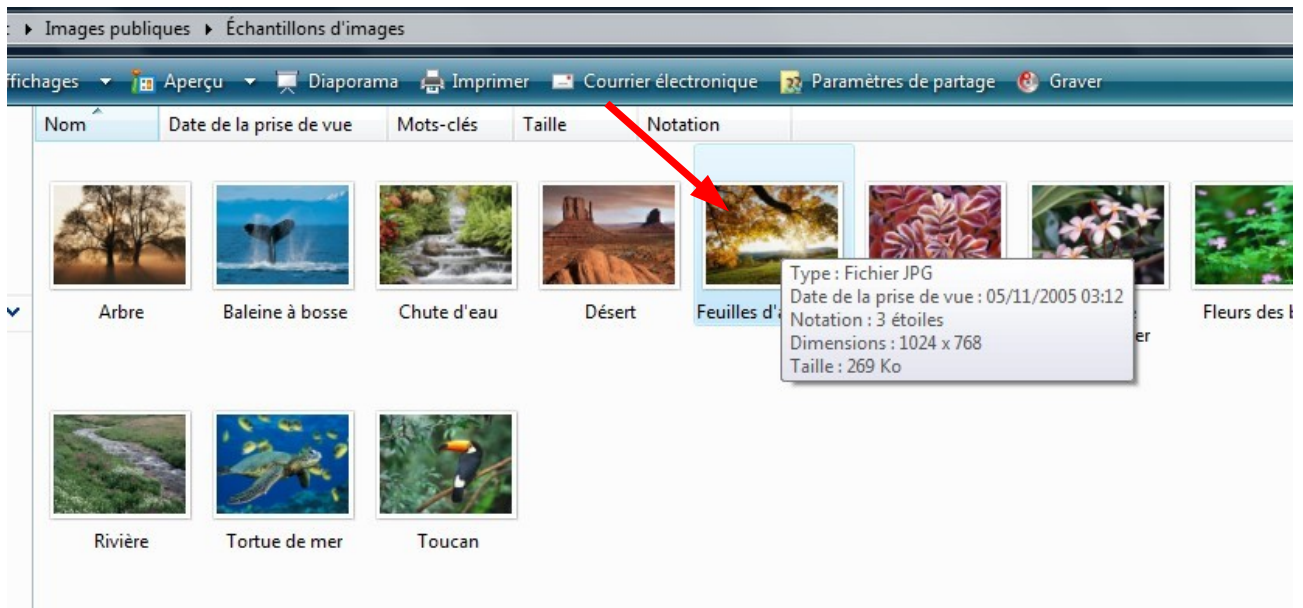 Images publiques Échantillons d'images
Aperçu Diaporama Imprimer Courrier électronique Paramètres de partage Graver
Nom Date de la prise de vue Mots-clés Taille Notation
Type : Fichier JPG
Date de la prise de vue : 05/11/2005 03:12
Notation : 3 étoiles
Dimensions : 1024 x 768
Taille : 269 Ko
Arbre Baleine à bosse Chute d'eau Désert Feuilles Fleurs des
Rivière Tortue de mer Toucan